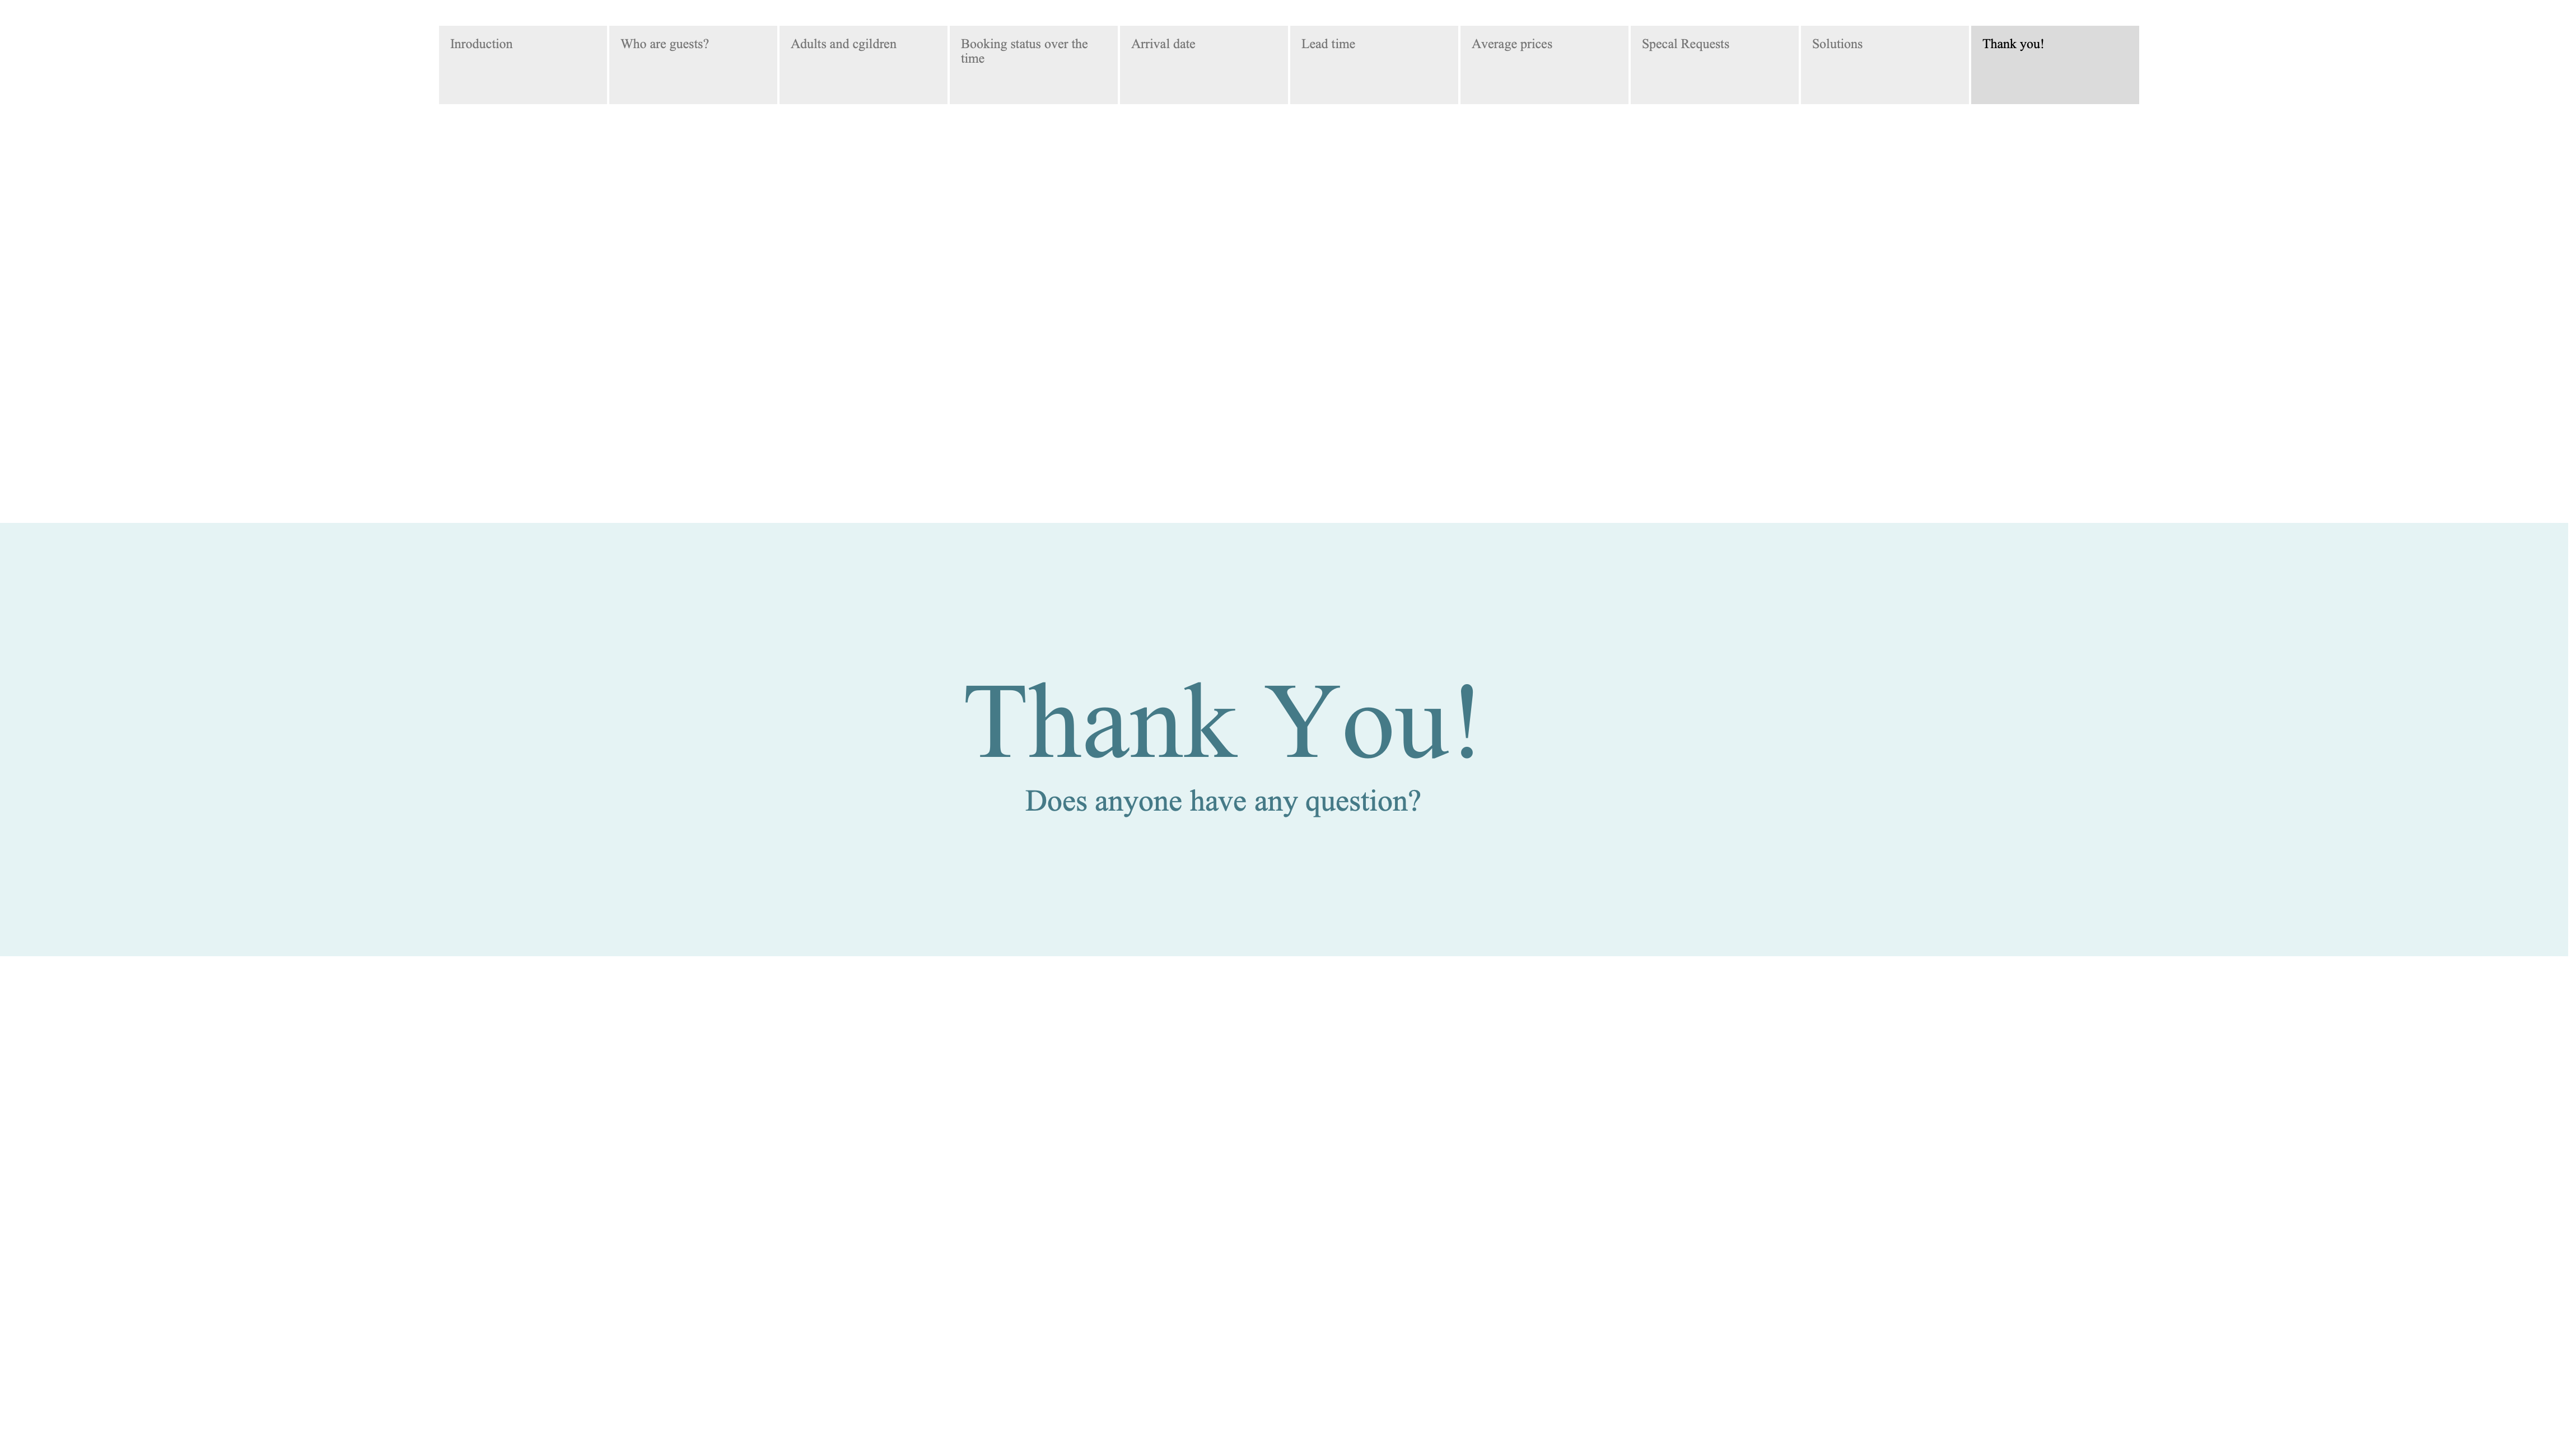 Inroduction
Who are guests?
Adults and cgildren
Booking status over the
time
Arrival date
Lead time
Average prices
Specal Requests
Solutions
Thank you!
Thank You!
Does anyone have any question?